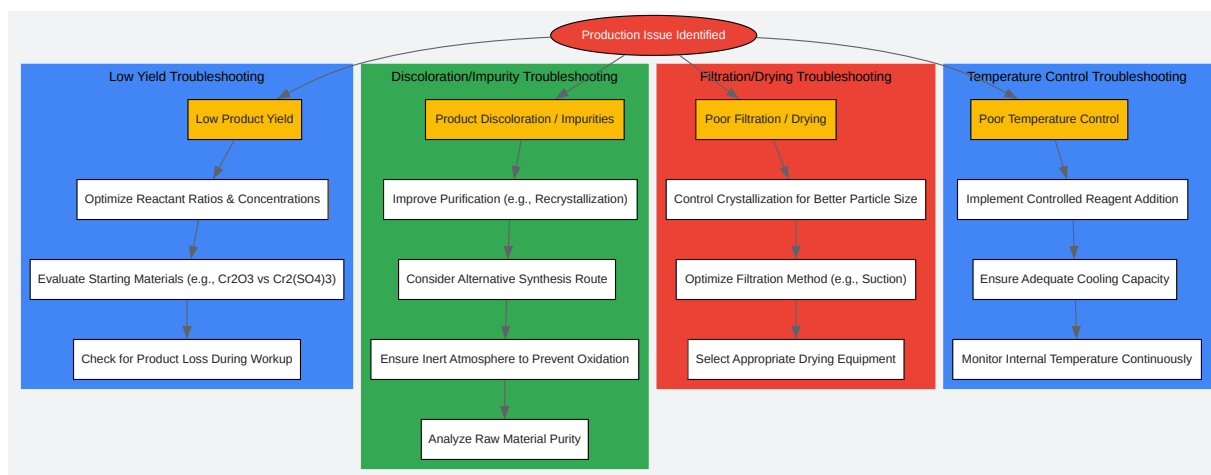 Production Issue Identified
Low Yield Troubleshooting
Low Product Yield
Optimize Reactant Ratios & Concentrations
Evaluate Starting Materials (e.g., Cr2O3 vs Cr2(SO4)3)
Check for Product Loss During Workup
Discoloration/Impurity Troubleshooting
Product Discoloration / Impurities
Improve Purification (e.g., Recrystallization)
Consider Alternative Synthesis Route
Ensure Inert Atmosphere to Prevent Oxidation
Analyze Raw Material Purity
Filtration/Drying Troubleshooting
Poor Filtration / Drying
Control Crystallization for Better Particle Size
Optimize Filtration Method (e.g., Suction)
Select Appropriate Drying Equipment
Temperature Control Troubleshooting
Poor Temperature Control
Implement Controlled Reagent Addition
Ensure Adequate Cooling Capacity
Monitor Internal Temperature Continuously